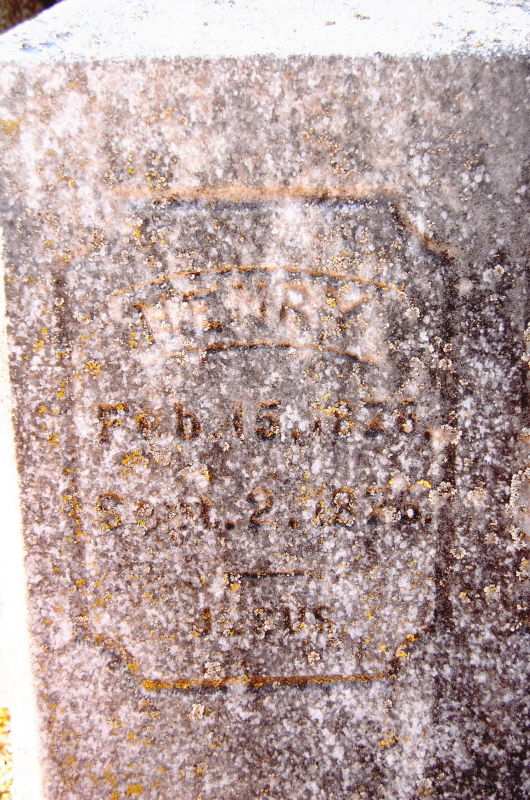 HENRY
Feb. 15,
Sept. 2,
JESUS